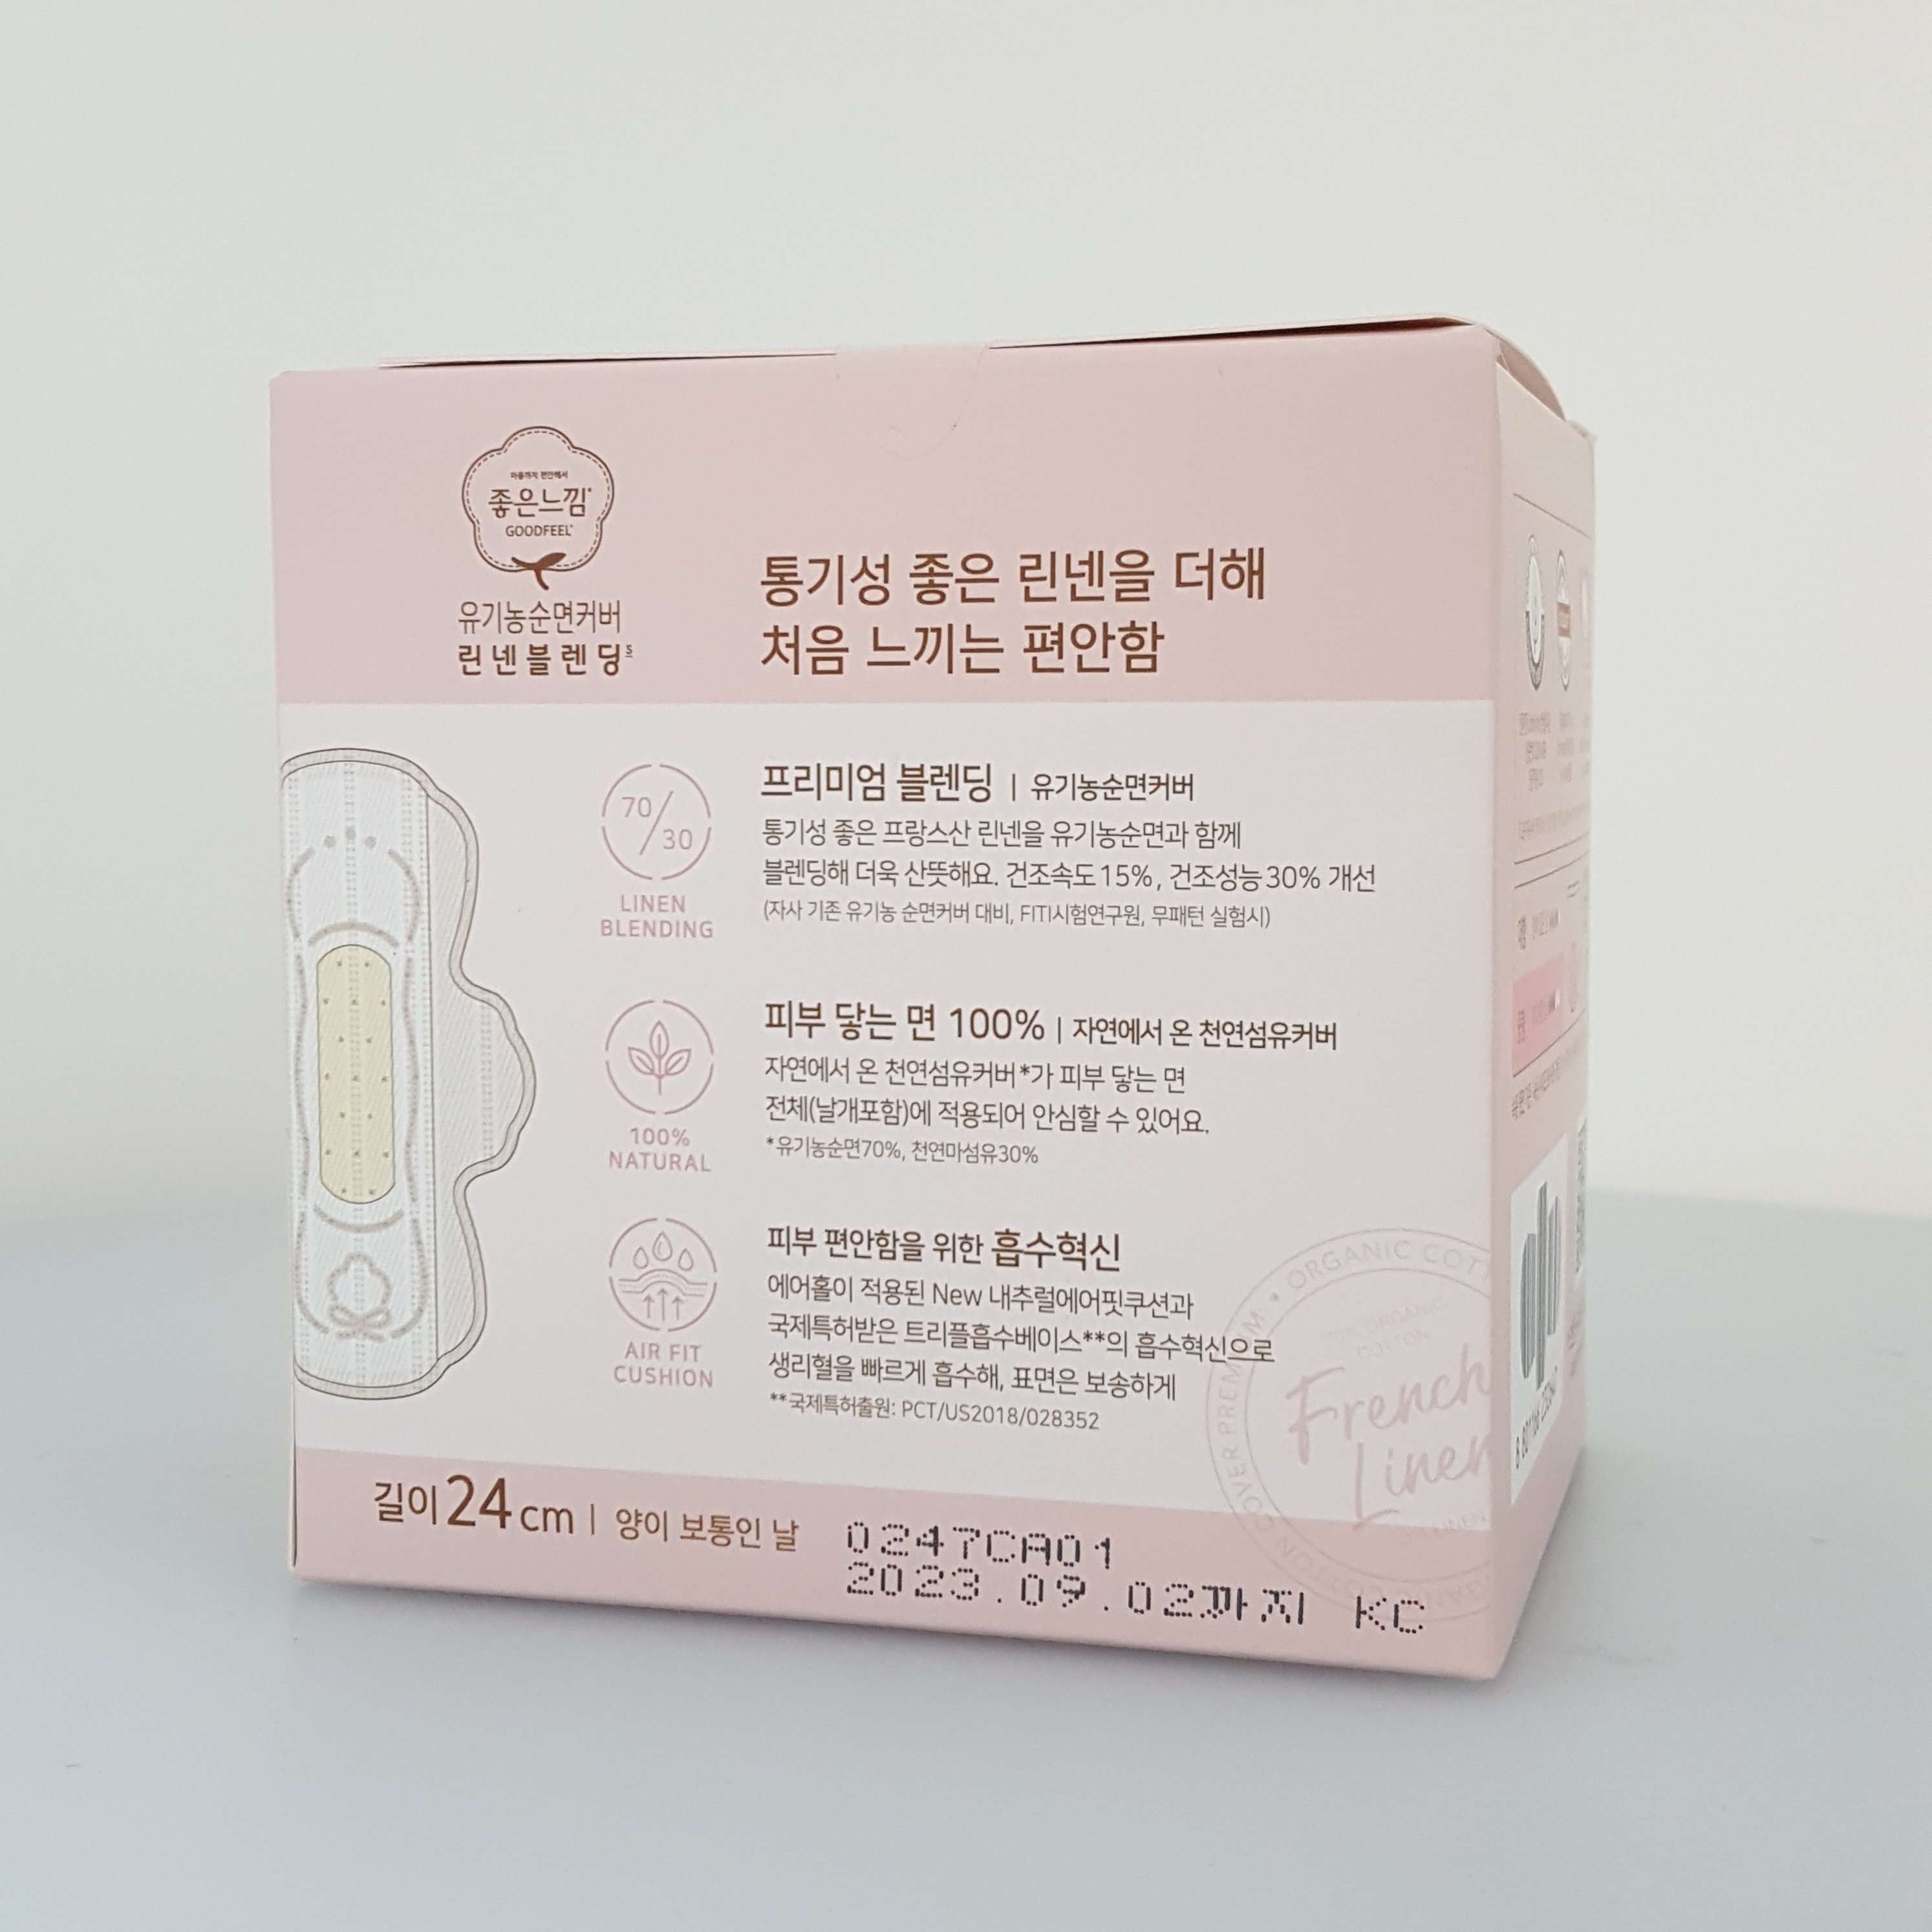 마음까지 편안해서
좋은느낌
GOODFEEL
유기농순면커버
린넨블렌딩s
통기성 좋은 린넨을 더해
처음 느끼는 편안함
70/30
LINEN
BLENDING
프리미엄 블렌딩 | 유기농순면커버
통기성 좋은 프랑스산 린넨을 유기농순면과 함께
블렌딩해 더욱 산뜻해요. 건조속도15%, 건조성능30% 개선
(자사 기존 유기농 순면커버 대비, FITI시험연구원, 무패턴 실험시)
100%
NATURAL
피부 닿는 면 100% | 자연에서 온 천연섬유커버
자연에서 온 천연섬유커버*가 피부 닿는 면
전체(날개포함)에 적용되어 안심할 수 있어요.
*유기농순면70%, 천연마섬유30%
AIR FIT
CUSHION
피부 편안함을 위한 흡수혁신
에어홀이 적용된 New 내추럴에어핏쿠션과
국제특허받은 트리플흡수베이스**의 흡수혁신으로
생리혈을 빠르게 흡수해, 표면은 보송하게
**국제특허출원: PCT/US2018/028352
ORGANIC COTT
70% ORGANIC
COTTON
French
Linen
LINEN
COVER PREMIUM
길이24cm | 양이 보통인 날
0247CA01
2023.09.02까지 KC